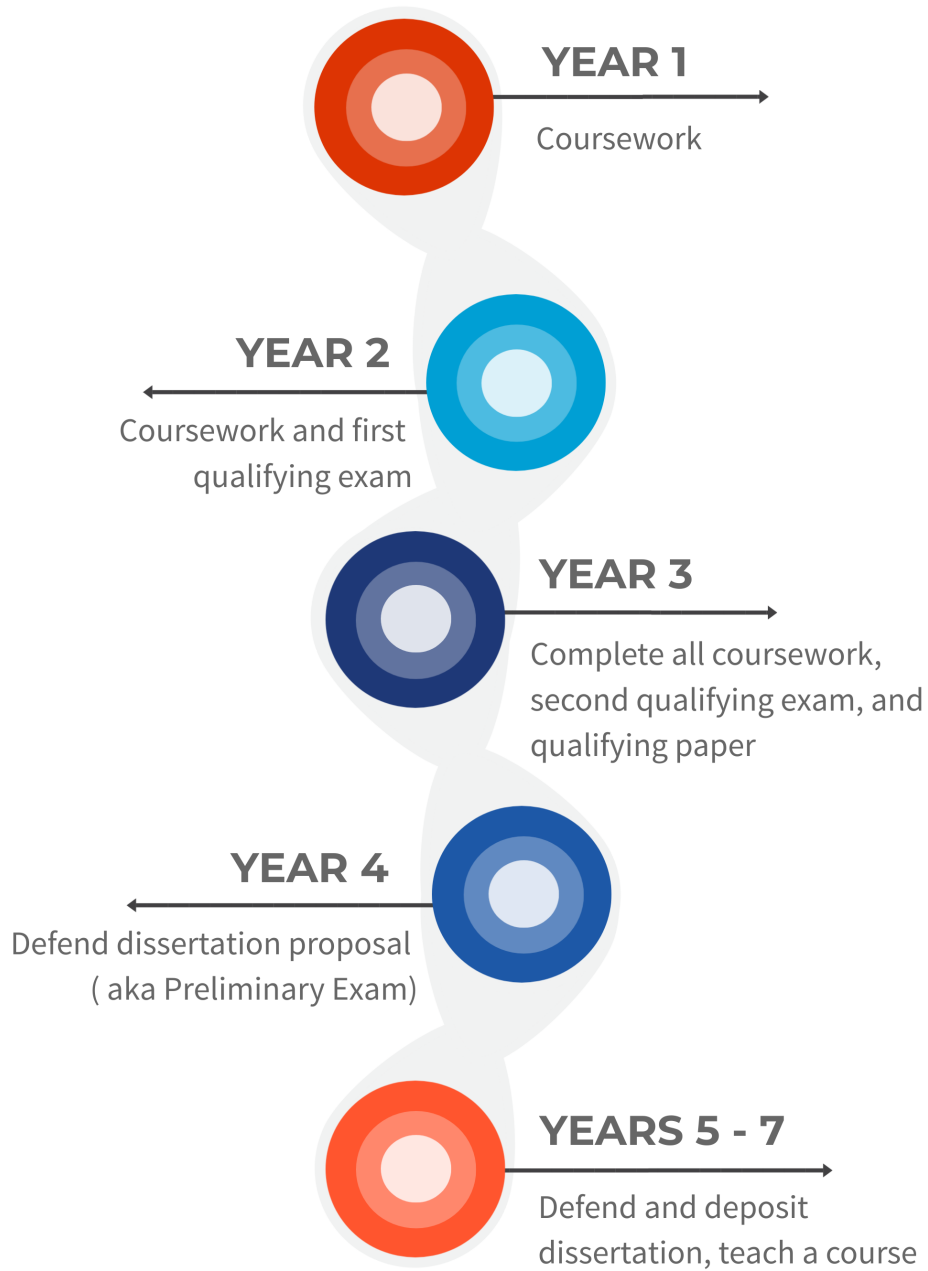 YEAR 1
Coursework
YEAR 2
Coursework and first
qualifying exam
YEAR 3
Complete all coursework,
second qualifying exam, and
qualifying paper
YEAR 4
Defend dissertation proposal
( aka Preliminary Exam)
YEARS 5 - 7
Defend and deposit
dissertation, teach a course